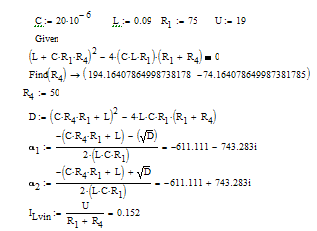 C := 20·10^-6 L := 0.09 R1 := 75 U := 19
Given
(L + C·R1·R4)^2 - 4·(C·L·R1)·(R1 + R4) = 0
Find(R4) → (194.16407864998738178 -74.164078649987381785)
R4 := 50
D := (C·R4·R1 + L)^2 - 4·L·C·R1·(R1 + R4)
α1 := (-(C·R4·R1 + L) - (√D)) / (2·(L·C·R1)) = -611.111 - 743.283i
α2 := (-(C·R4·R1 + L) + √D) / (2·(L·C·R1)) = -611.111 + 743.283i
ILvin := U / (R1 + R4) = 0.152